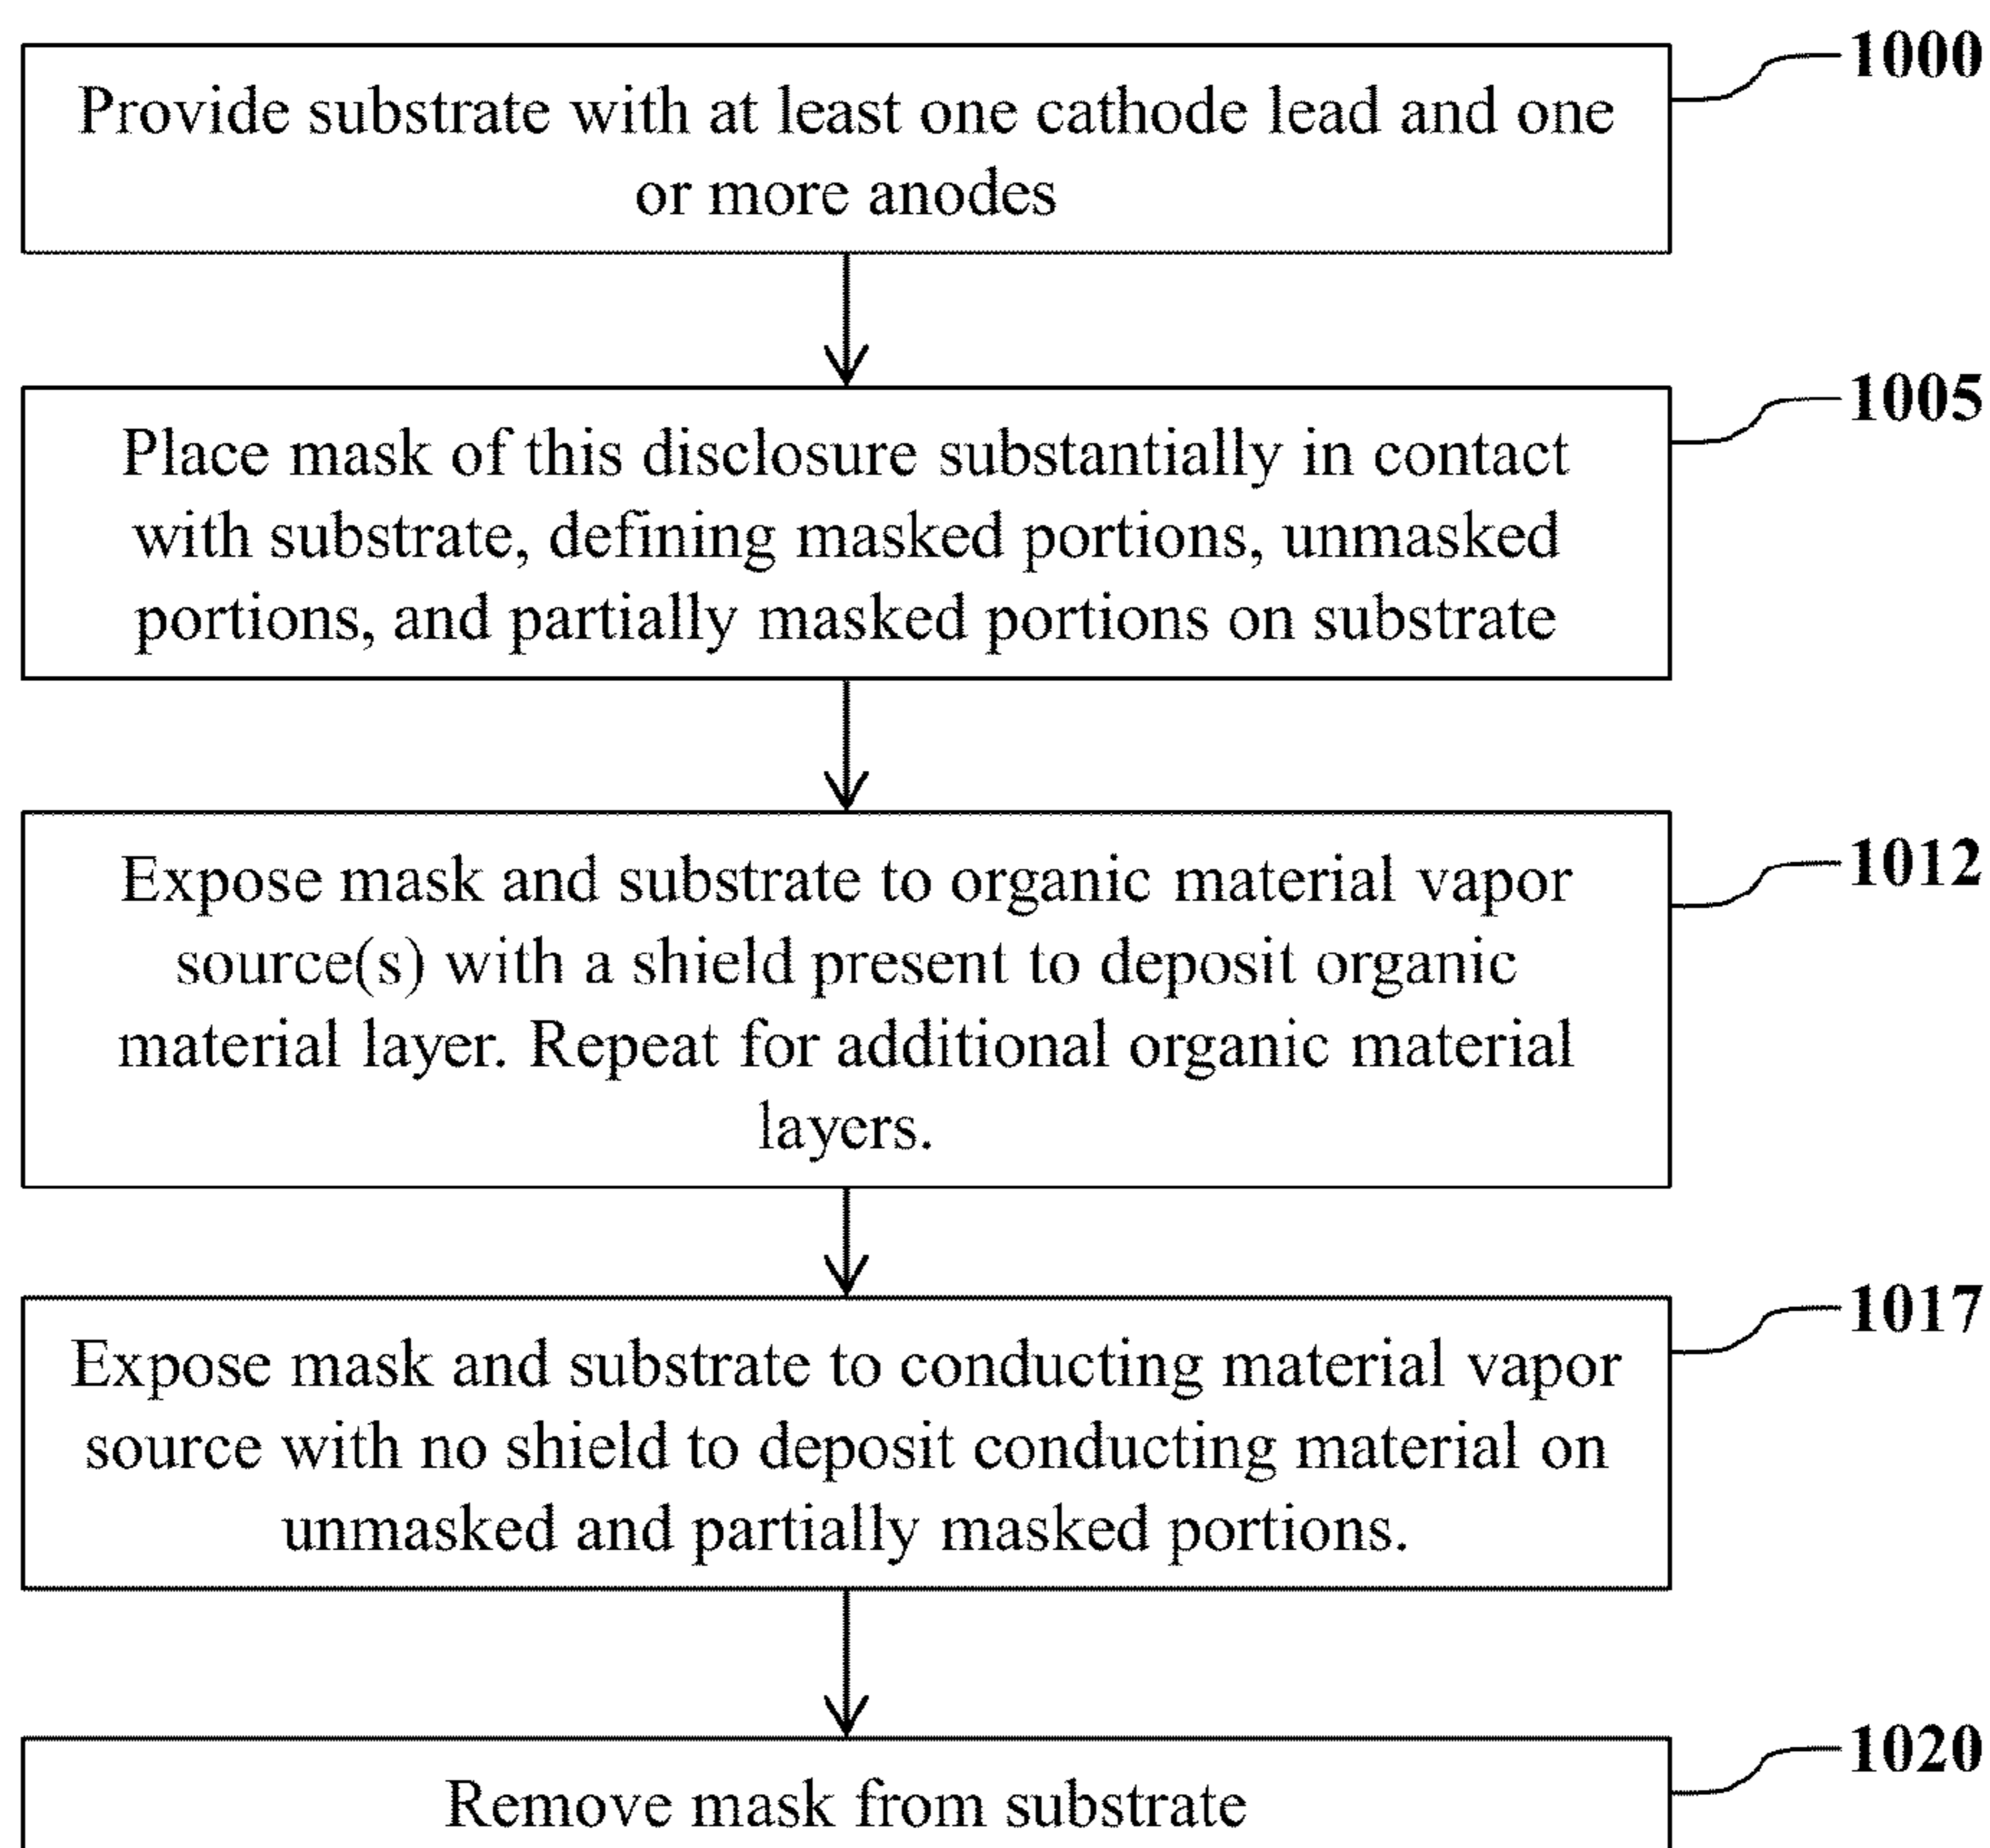 1000
Provide substrate with at least one cathode lead and one
or more anodes
1005
Place mask of this disclosure substantially in contact
with substrate, defining masked portions, unmasked
portions, and partially masked portions on substrate
1012
Expose mask and substrate to organic material vapor
source(s) with a shield present to deposit organic
material layer. Repeat for additional organic material
layers.
1017
Expose mask and substrate to conducting material vapor
source with no shield to deposit conducting material on
unmasked and partially masked portions.
1020
Remove mask from substrate